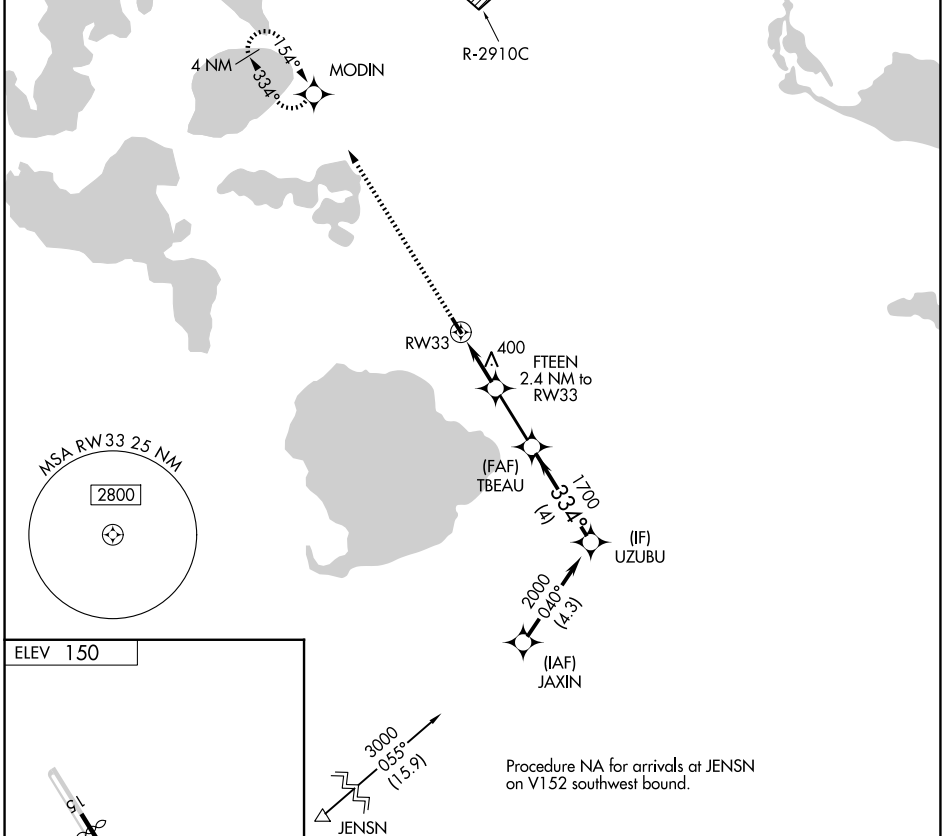 R-2910C
4 NM
154°
334°
MODIN
RW33
400
FTEEN
2.4 NM to
RW33
(FAF)
TBEAU
1700
334°
(4)
(IF)
UZUBU
2000
040°
(4.3)
(IAF)
JAXIN
MSA RW33 25 NM
2800
ELEV 150
15
3000
055°
(15.9)
JENSN
Procedure NA for arrivals at JENSN
on V152 southwest bound.